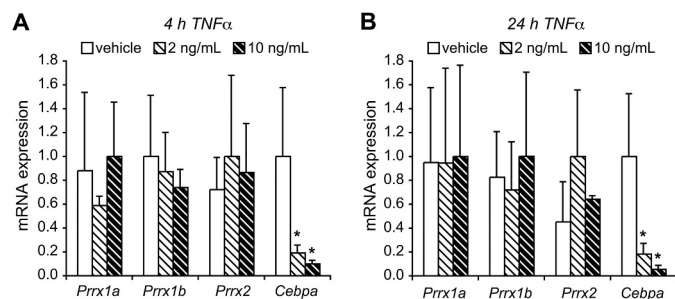 A
4 h TNFα
vehicle 2 ng/mL 10 ng/mL
mRNA expression
1.8
1.6
1.4
1.2
1.0
0.8
0.6
0.4
0.2
0.0
* *
Prrx1a Prrx1b Prrx2 Cebpa
B
24 h TNFα
vehicle 2 ng/mL 10 ng/mL
mRNA expression
1.8
1.6
1.4
1.2
1.0
0.8
0.6
0.4
0.2
0.0
* *
Prrx1a Prrx1b Prrx2 Cebpa